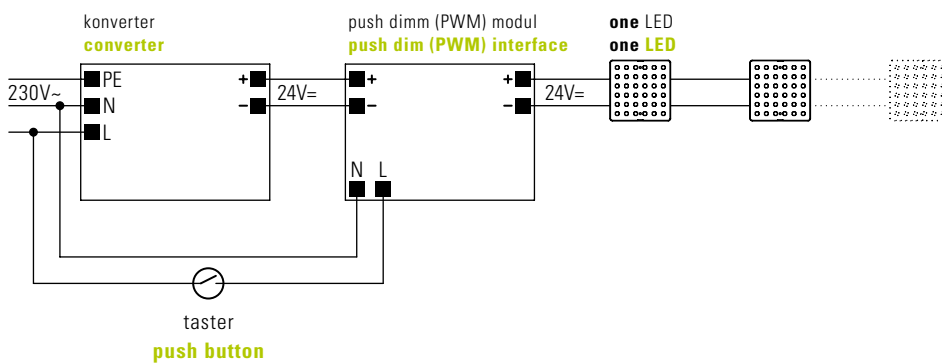 konverter
converter
push dimm (PWM) modul
push dim (PWM) interface
one LED
one LED
230V~
PE
N
L
+
−
24V=
+
−
N L
+
−
24V=
taster
push button